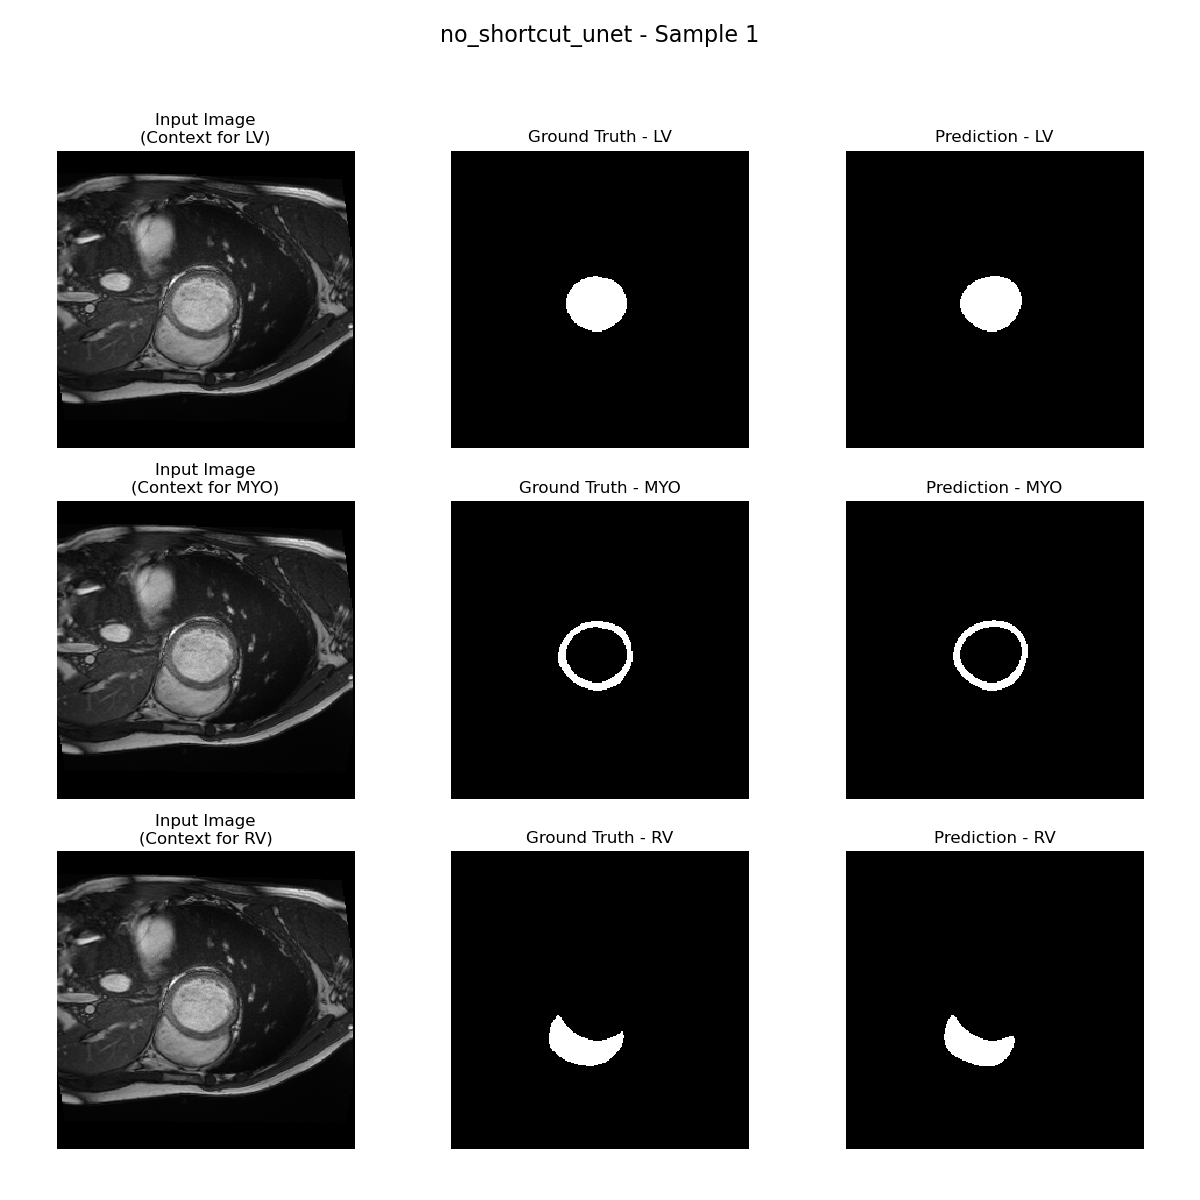 no_shortcut_unet - Sample 1
Input Image
(Context for LV)
Ground Truth - LV
Prediction - LV
Input Image
(Context for MYO)
Ground Truth - MYO
Prediction - MYO
Input Image
(Context for RV)
Ground Truth - RV
Prediction - RV